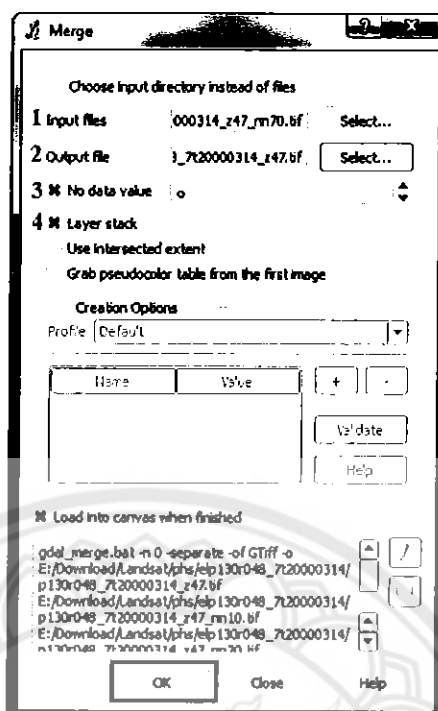 Merge
? X
Choose input directory instead of files
1 Input files 000314_z47_nn70.tif Select...
2 Output file 3_7t20000314_z47.tif Select...
3 No data value 0
4 Layer stack
Use intersected extent
Grab pseudocolor table from the first image
Creation Options
Profile Default
Name Value + -
Validate
Help
Load into canvas when finished
gdal_merge.bat -n 0 -separate -of GTiff -o
E:/Download/Landsat/phs/elp130r048_7t20000314/
p130r048_7t20000314_z47.tif
E:/Download/Landsat/phs/elp130r048_7t20000314/
p130r048_7t20000314_z47_nn10.tif
E:/Download/Landsat/phs/elp130r048_7t20000314/
p130r048_7t20000314_z47_nn20.tif
OK Close Help